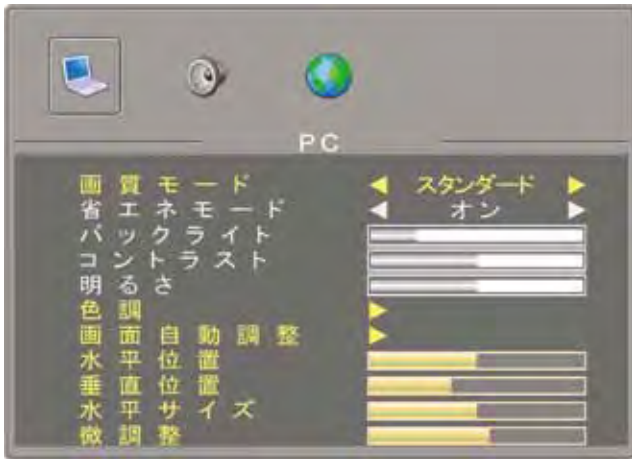 PC
画質モード ◀ スタンダード ▶
省エネモード ◀ オン ▶
バックライト
コントラスト
明るさ
色調 ▶
画面自動調整 ▶
水平位置
垂直位置
水平サイズ
微調整